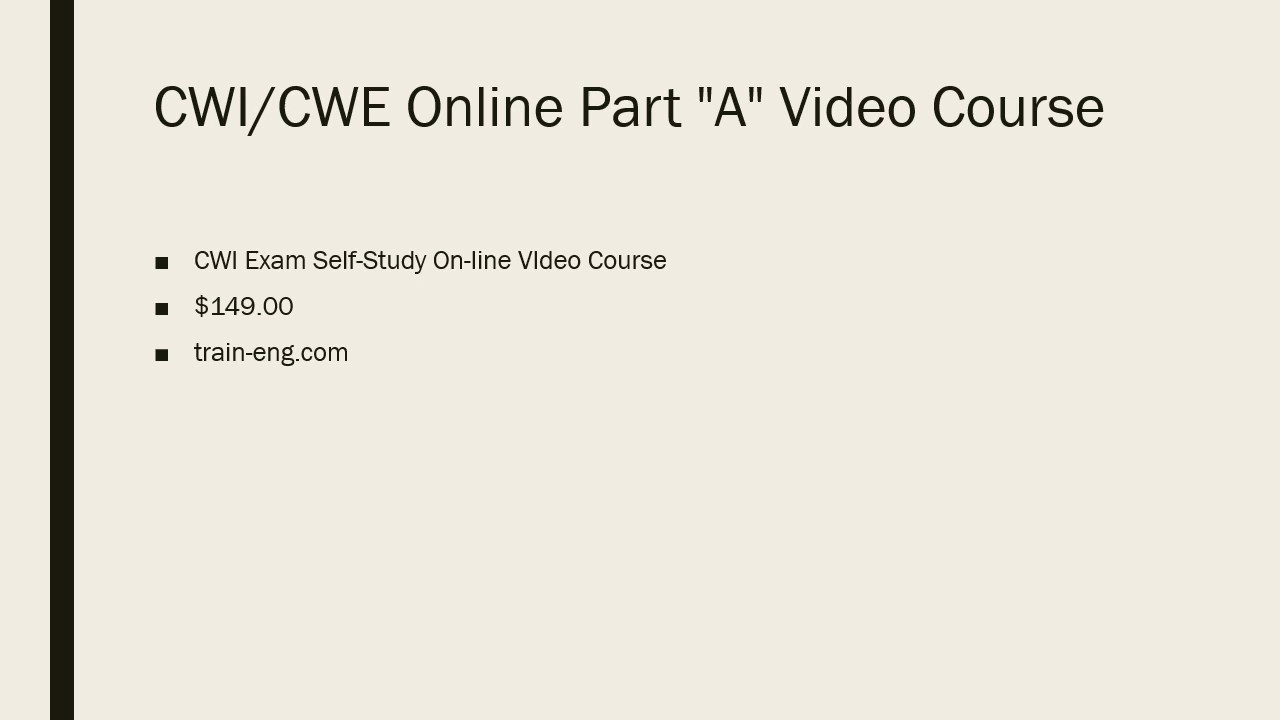 CWI/CWE Online Part "A" Video Course
■ CWI Exam Self-Study On-line VIdeo Course
■ $149.00
■ train-eng.com